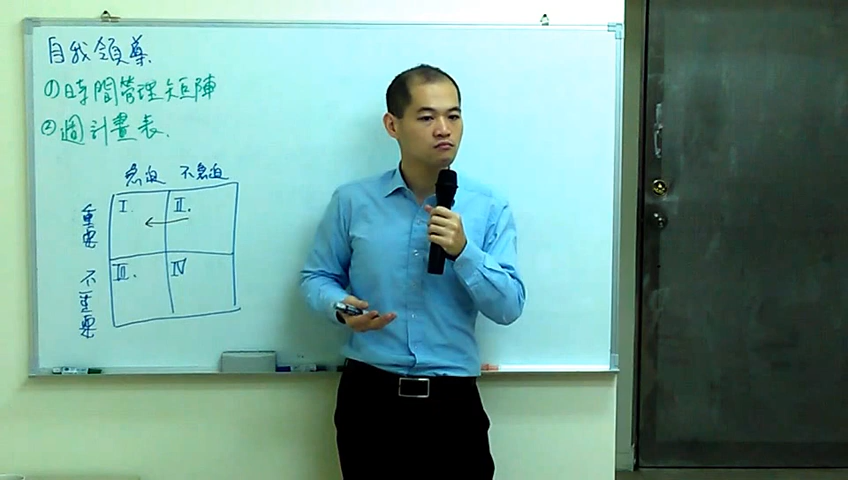 自我領導
①時間管理矩陣
②週計畫表
急迫 不急迫
重要 I. II.
不重要 III. IV